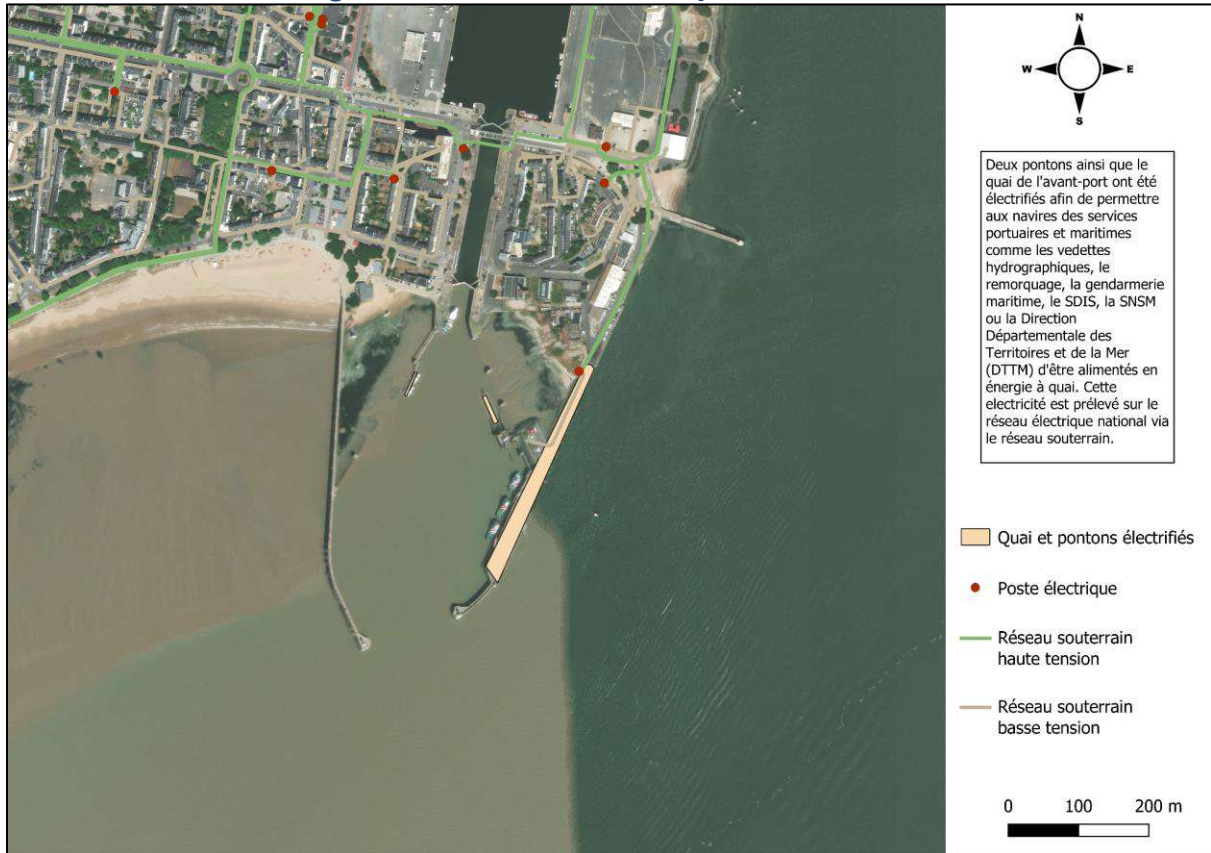 N
W
E
S
Deux pontons ainsi que le
quai de l'avant-port ont été
électrifiés afin de permettre
aux navires des services
portuaires et maritimes
comme les vedettes
hydrographiques, le
remorquage, la gendarmerie
maritime, le SDIS, la SNSM
ou la Direction
Départementale des
Territoires et de la Mer
(DTTM) d'être alimentés en
énergie à quai. Cette
electricité est prélevé sur le
réseau électrique national via
le réseau souterrain.
Quai et pontons électrifiés
Poste électrique
Réseau souterrain
haute tension
Réseau souterrain
basse tension
0 100 200 m